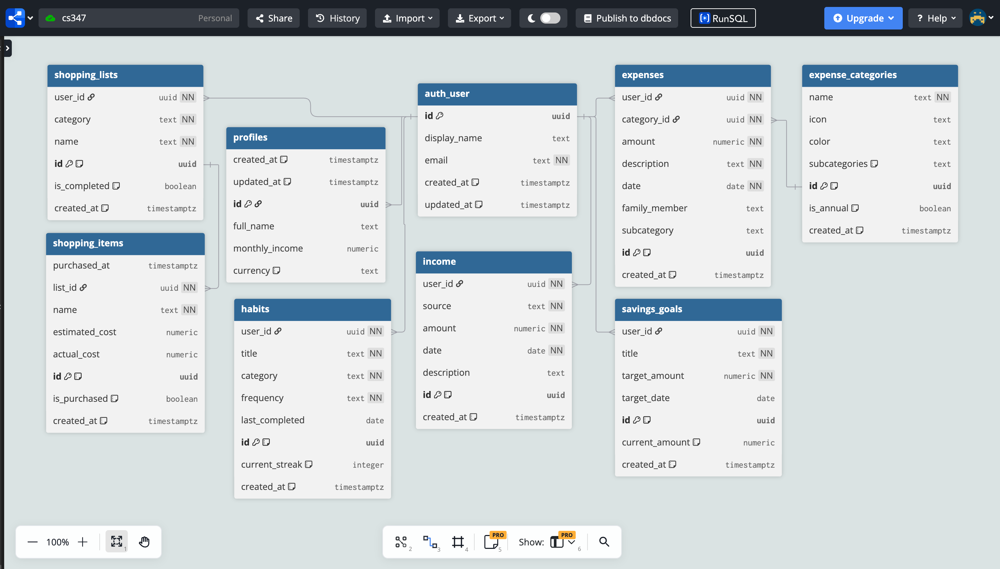 cs347 Personal Share History Import Export Publish to dbdocs RunSQL Upgrade ? Help
shopping_lists
user_id uuid NN
category text NN
name text NN
id uuid
is_completed boolean
created_at timestamptz
shopping_items
purchased_at timestamptz
list_id uuid NN
name text NN
estimated_cost numeric
actual_cost numeric
id uuid
is_purchased boolean
created_at timestamptz
profiles
created_at timestamptz
updated_at timestamptz
id uuid
full_name text
monthly_income numeric
currency text
habits
user_id uuid NN
title text NN
category text NN
frequency text NN
last_completed date
id uuid
current_streak integer
created_at timestamptz
auth_user
id uuid
display_name text
email text NN
created_at timestamptz
updated_at timestamptz
income
user_id uuid NN
source text NN
amount numeric NN
date date NN
description text
id uuid
created_at timestamptz
expenses
user_id uuid NN
category_id uuid NN
amount numeric NN
description text NN
date date NN
family_member text
subcategory text
id uuid
created_at timestamptz
savings_goals
user_id uuid NN
title text NN
target_amount numeric NN
target_date date
id uuid
current_amount numeric
created_at timestamptz
expense_categories
name text NN
icon text
color text
subcategories text
id uuid
is_annual boolean
created_at timestamptz
100% 1 2 3 4 PRO 5 Show: PRO 6